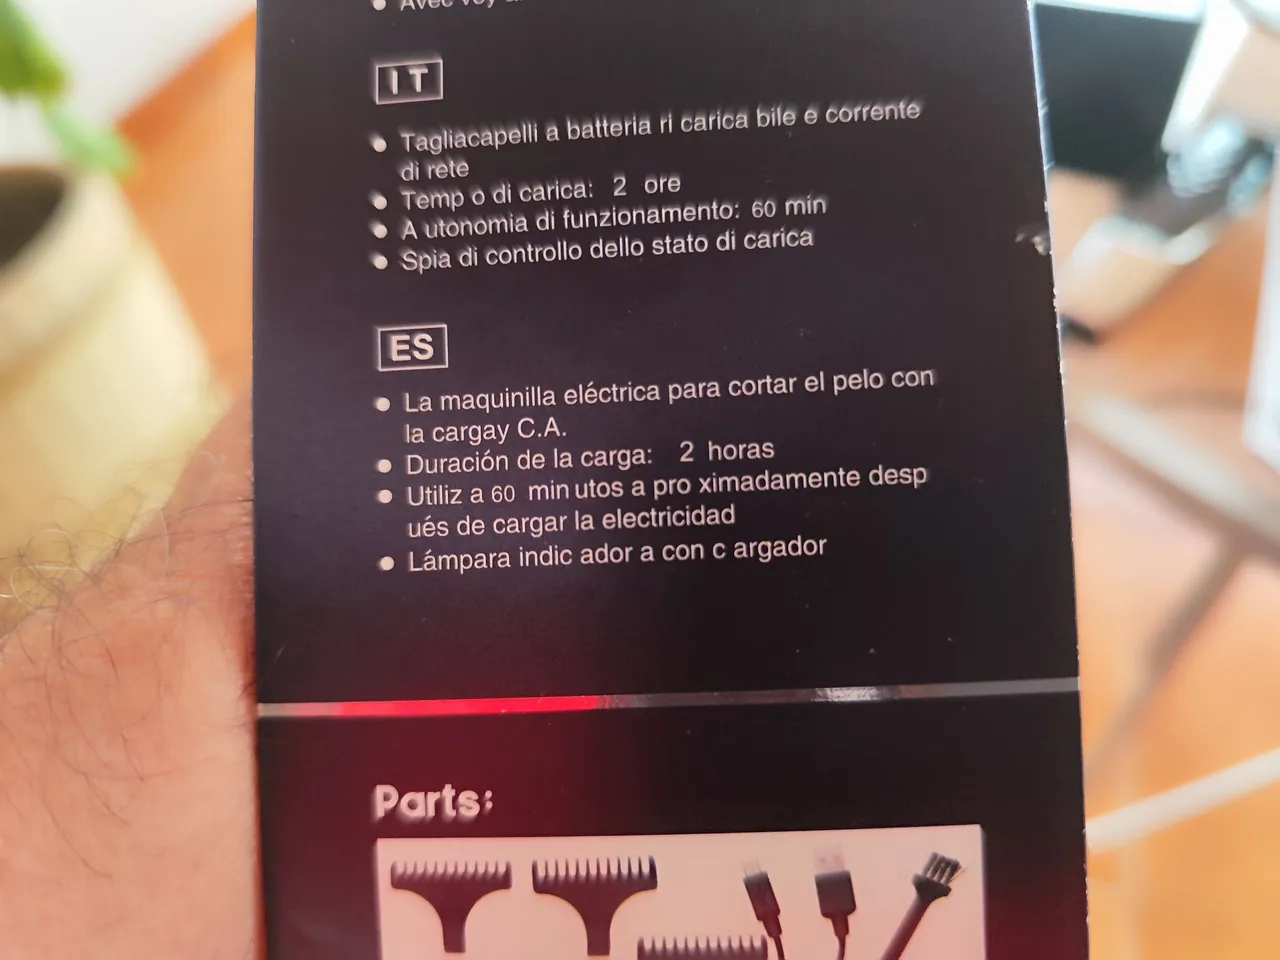 Avec
IT
Tagliacapelli a batteria ri carica bile e corrente
di rete
Temp o di carica: 2 ore
A utonomia di funzionamento: 60 min
Spia di controllo dello stato di carica
ES
La maquinilla eléctrica para cortar el pelo con
la cargay C.A.
Duración de la carga: 2 horas
Utiliz a 60 min utos a pro ximadamente desp
ués de cargar la electricidad
Lámpara indic ador a con c argador
Parts: